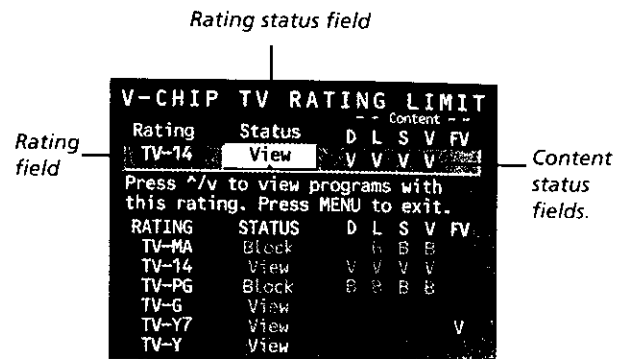 Rating status field
V-CHIP TV RATING LIMIT
Content
Rating Status D L S V FV
Rating field
TV-14 View V V V V
Content status fields.
Press ^/v to view programs with
this rating. Press MENU to exit.
RATING STATUS D L S V FV
TV-MA Block B B
TV-14 View V V V V
TV-PG Block B B B B
TV-G View
TV-Y7 View V
TV-Y View